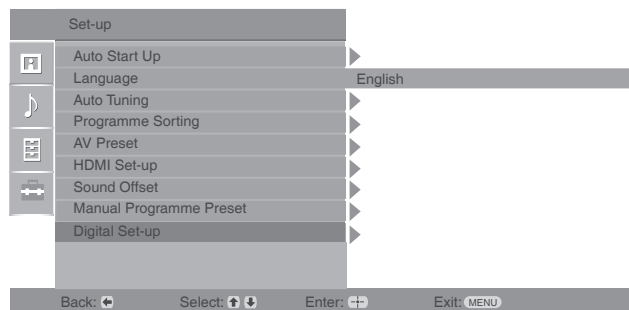 Set-up
Auto Start Up
Language English
Auto Tuning
Programme Sorting
AV Preset
HDMI Set-up
Sound Offset
Manual Programme Preset
Digital Set-up
Back: Select: Enter: Exit: MENU